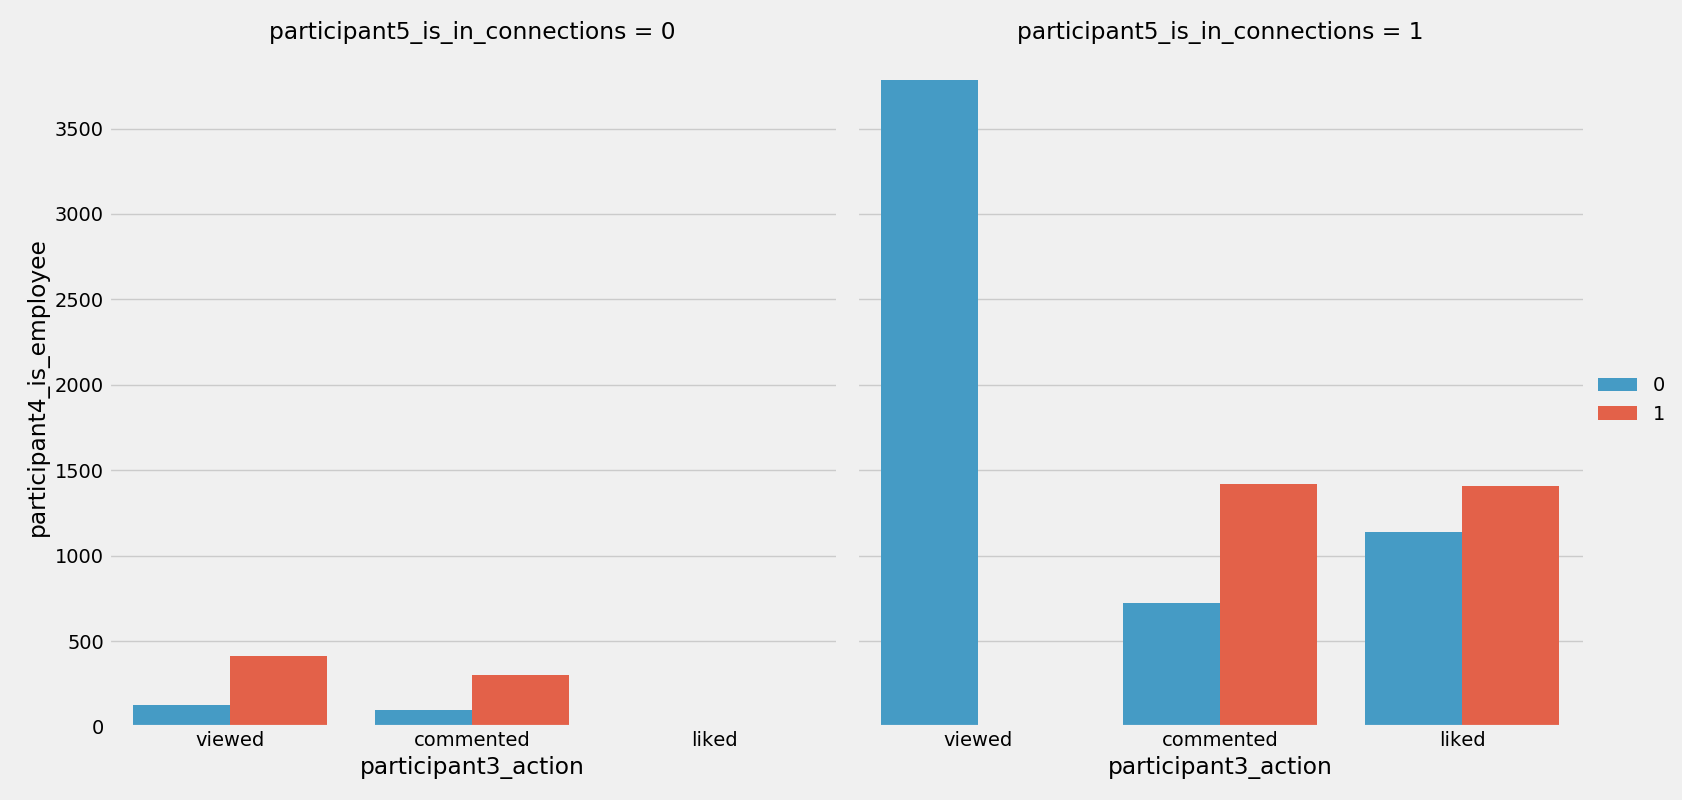 participant5_is_in_connections = 0
participant5_is_in_connections = 1
participant4_is_employee
3500
3000
2500
2000
1500
1000
500
0
viewed commented liked
viewed commented liked
participant3_action
participant3_action
0
1